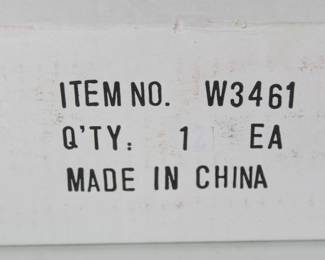 ITEM NO. W3461
Q'TY: 1 EA
MADE IN CHINA